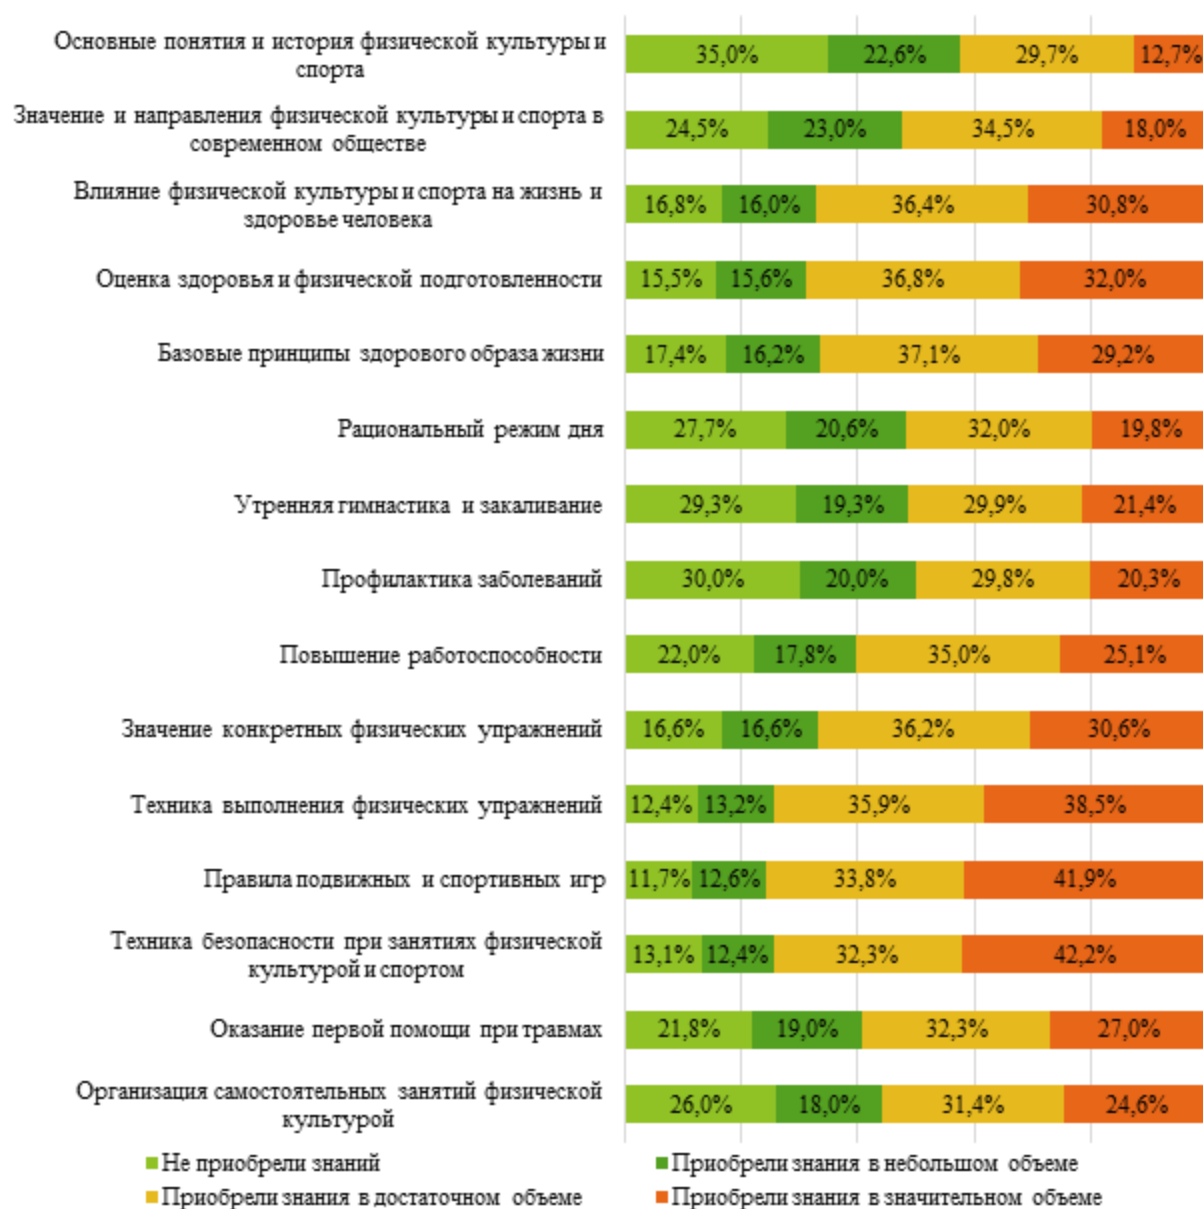 Основные понятия и история физической культуры и
спорта
35,0% 22,6% 29,7% 12,7%
Значение и направления физической культуры и спорта в
современном обществе
24,5% 23,0% 34,5% 18,0%
Влияние физической культуры и спорта на жизнь и
здоровье человека
16,8% 16,0% 36,4% 30,8%
Оценка здоровья и физической подготовленности
15,5% 15,6% 36,8% 32,0%
Базовые принципы здорового образа жизни
17,4% 16,2% 37,1% 29,2%
Рациональный режим дня
27,7% 20,6% 32,0% 19,8%
Утренняя гимнастика и закаливание
29,3% 19,3% 29,9% 21,4%
Профилактика заболеваний
30,0% 20,0% 29,8% 20,3%
Повышение работоспособности
22,0% 17,8% 35,0% 25,1%
Значение конкретных физических упражнений
16,6% 16,6% 36,2% 30,6%
Техника выполнения физических упражнений
12,4% 13,2% 35,9% 38,5%
Правила подвижных и спортивных игр
11,7% 12,6% 33,8% 41,9%
Техника безопасности при занятиях физической
культурой и спортом
13,1% 12,4% 32,3% 42,2%
Оказание первой помощи при травмах
21,8% 19,0% 32,3% 27,0%
Организация самостоятельных занятий физической
культурой
26,0% 18,0% 31,4% 24,6%
Не приобрели знаний
Приобрели знания в небольшом объеме
Приобрели знания в достаточном объеме
Приобрели знания в значительном объеме